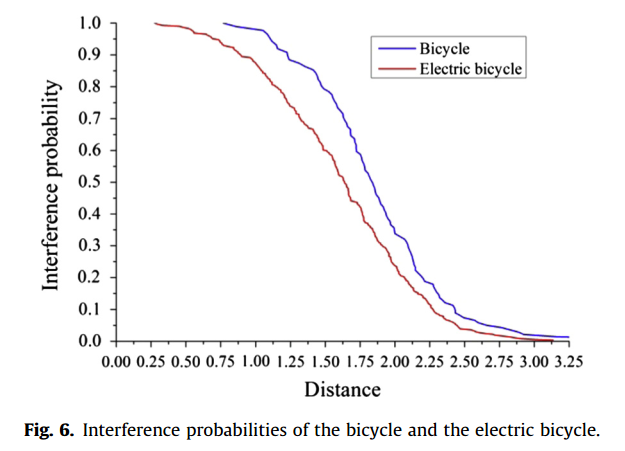 1.0
0.9
0.8
0.7
0.6
0.5
0.4
0.3
0.2
0.1
0.0
Interference probability
Bicycle
Electric bicycle
0.00 0.25 0.50 0.75 1.00 1.25 1.50 1.75 2.00 2.25 2.50 2.75 3.00 3.25
Distance
Fig. 6. Interference probabilities of the bicycle and the electric bicycle.